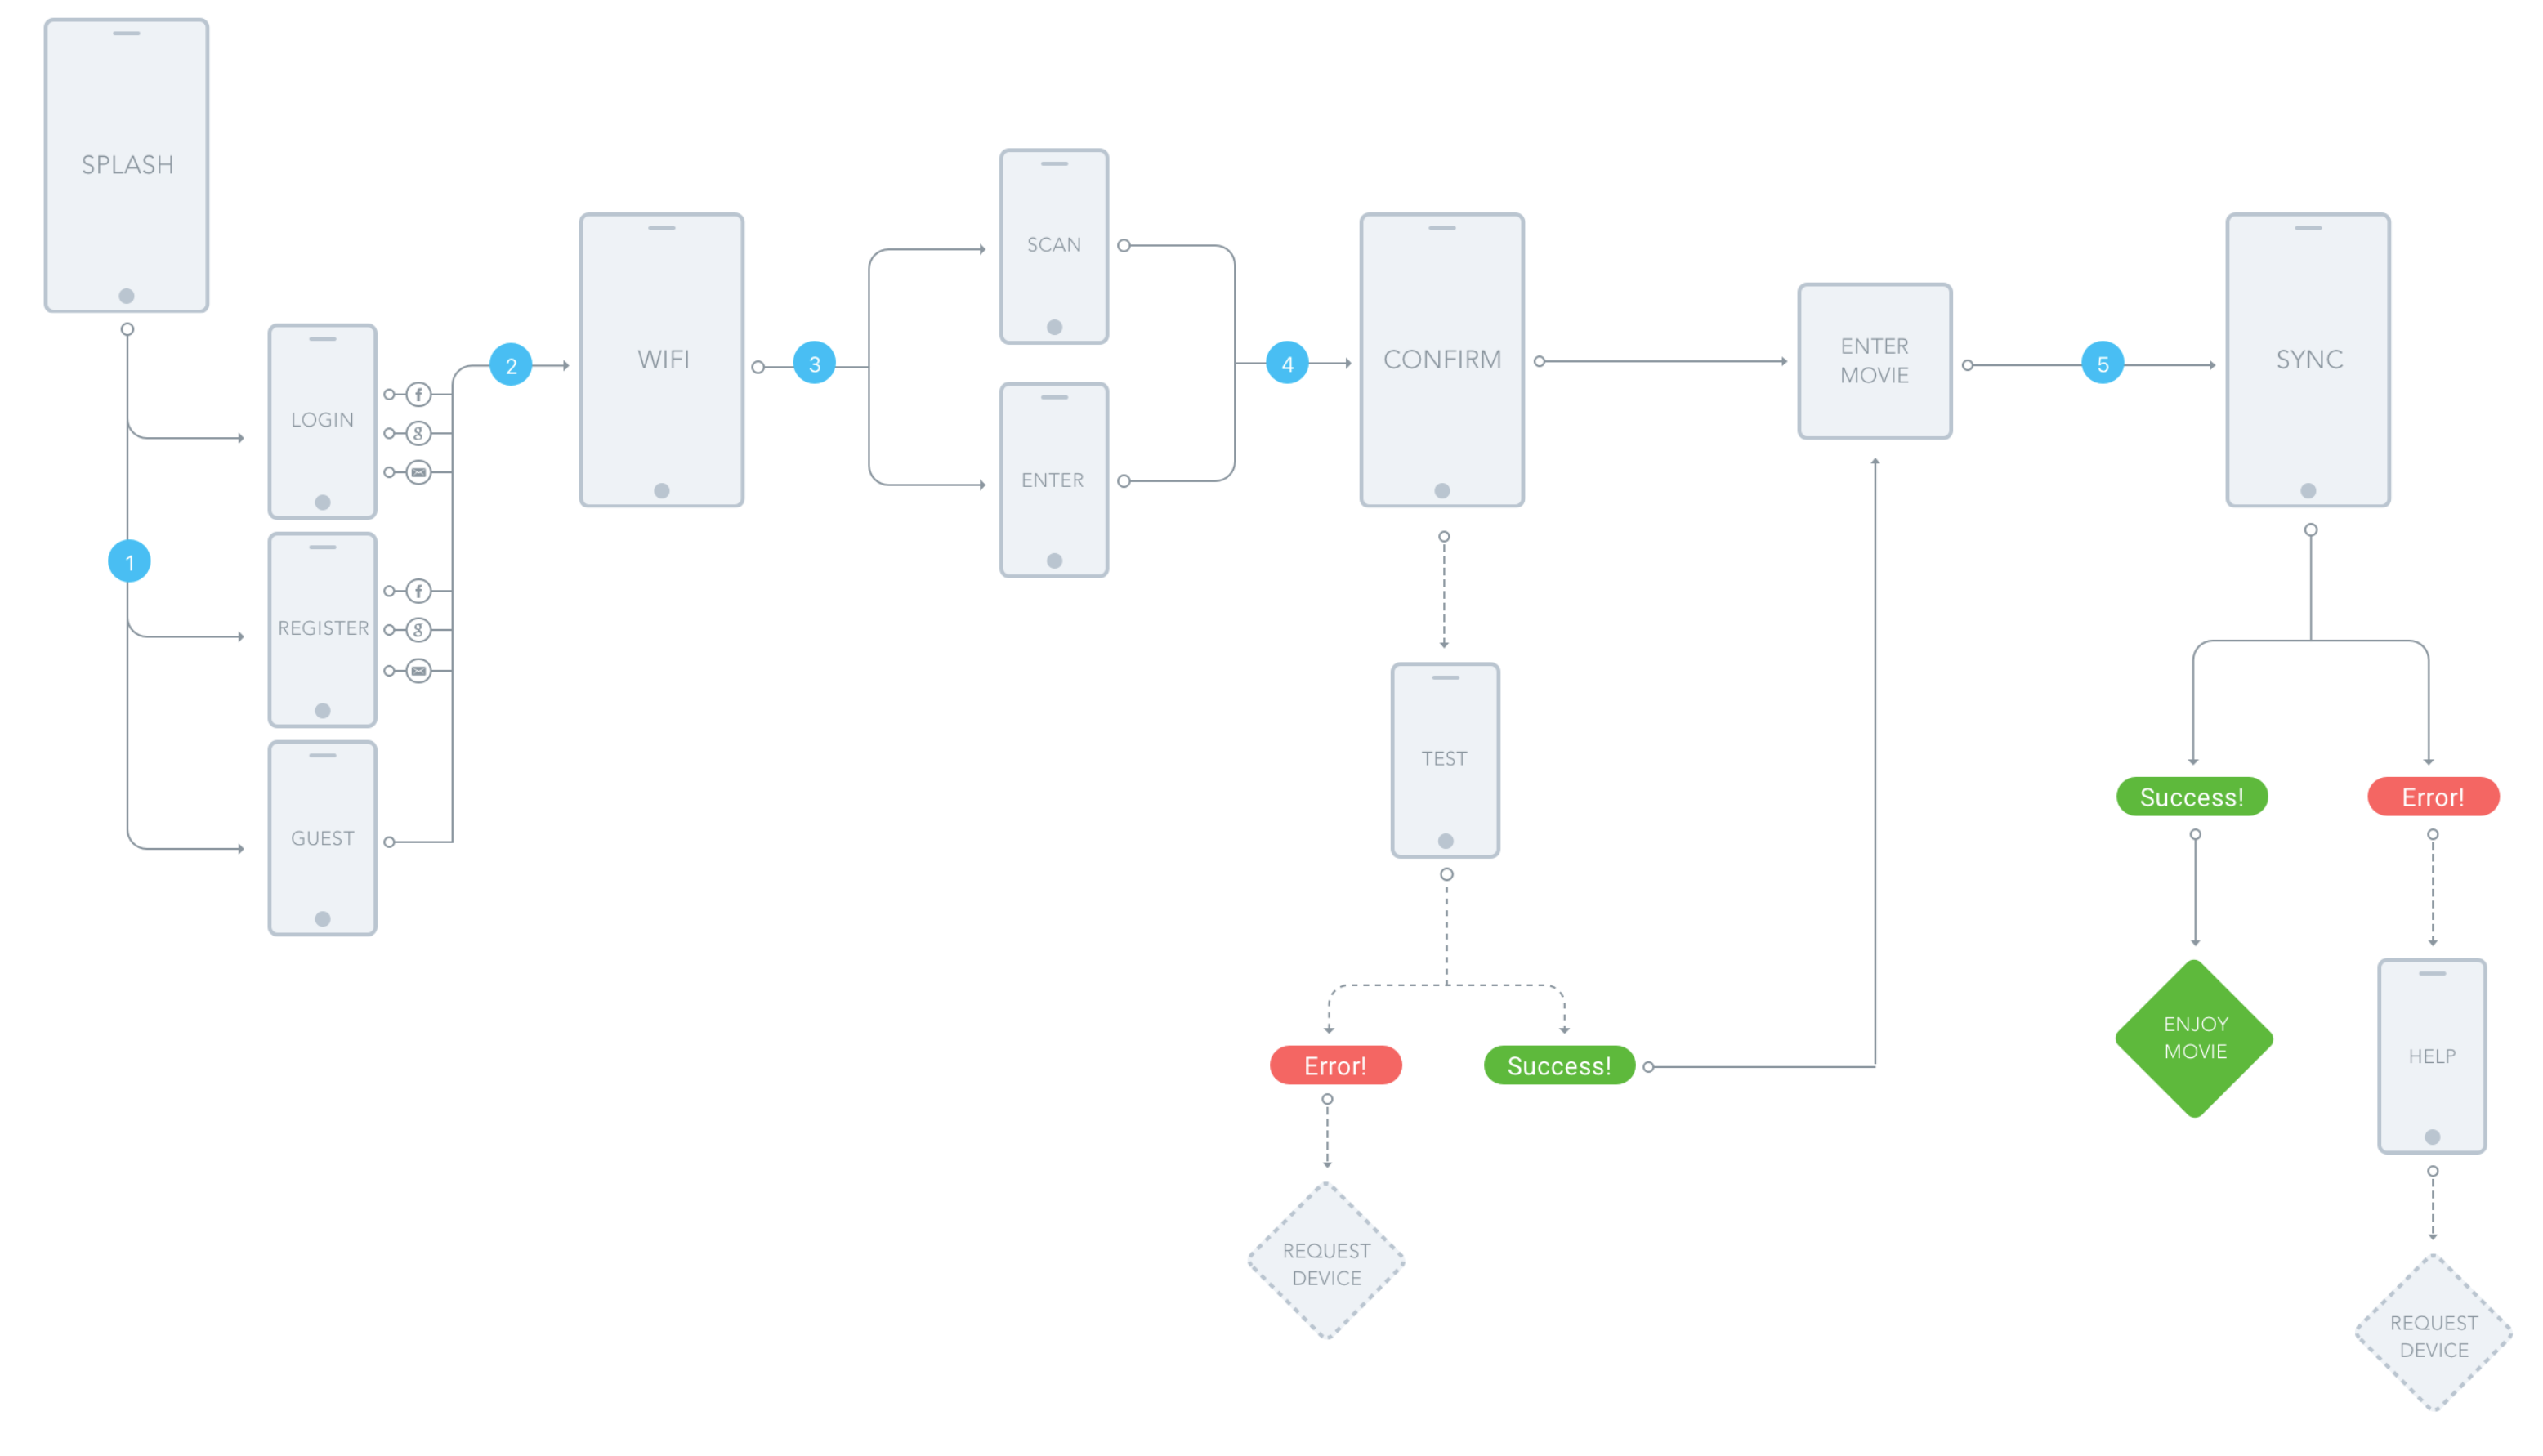 SPLASH
1
LOGIN
f
g
REGISTER
f
g
GUEST
2
WIFI
3
SCAN
ENTER
4
CONFIRM
TEST
Error!
Success!
REQUEST
DEVICE
ENTER
MOVIE
5
SYNC
Success!
Error!
ENJOY
MOVIE
HELP
REQUEST
DEVICE